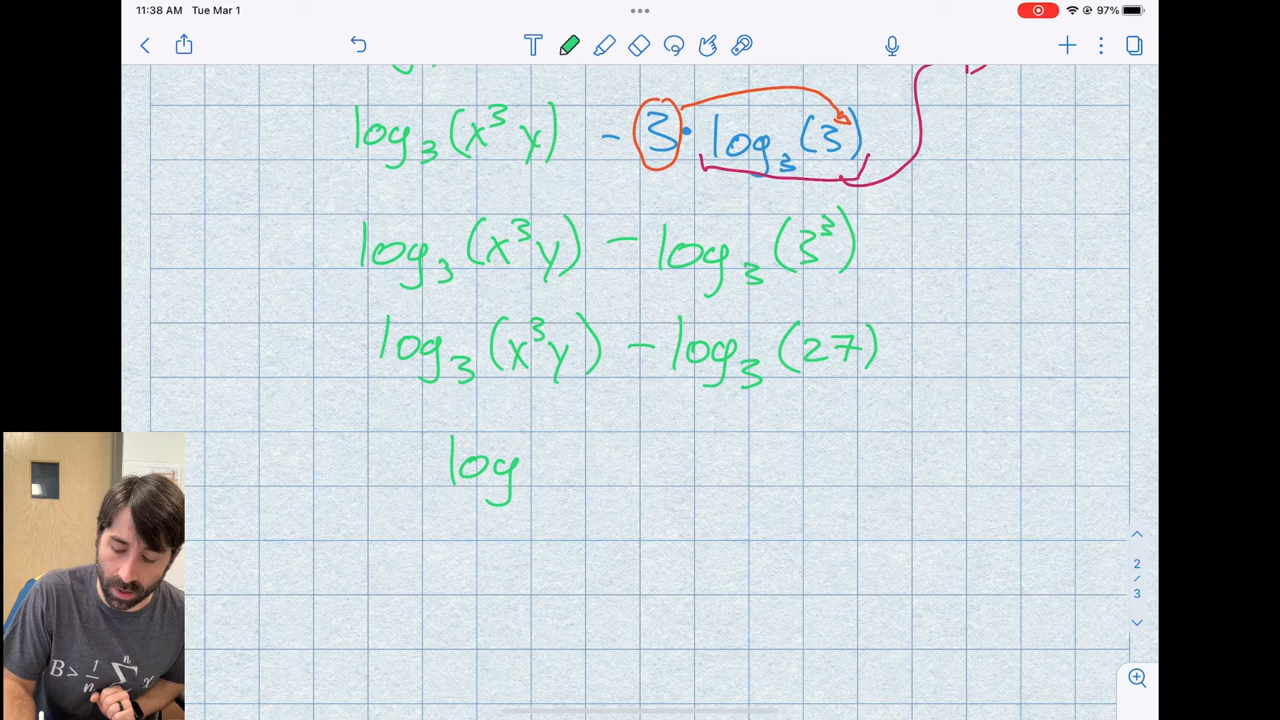 11:38 AM Tue Mar 1
97%
log₃(x³y) - 3 · log₃(3)
log₃(x³y) - log₃(3³)
log₃(x³y) - log₃(27)
log
2
3
B > 1/n ∑ⁿ